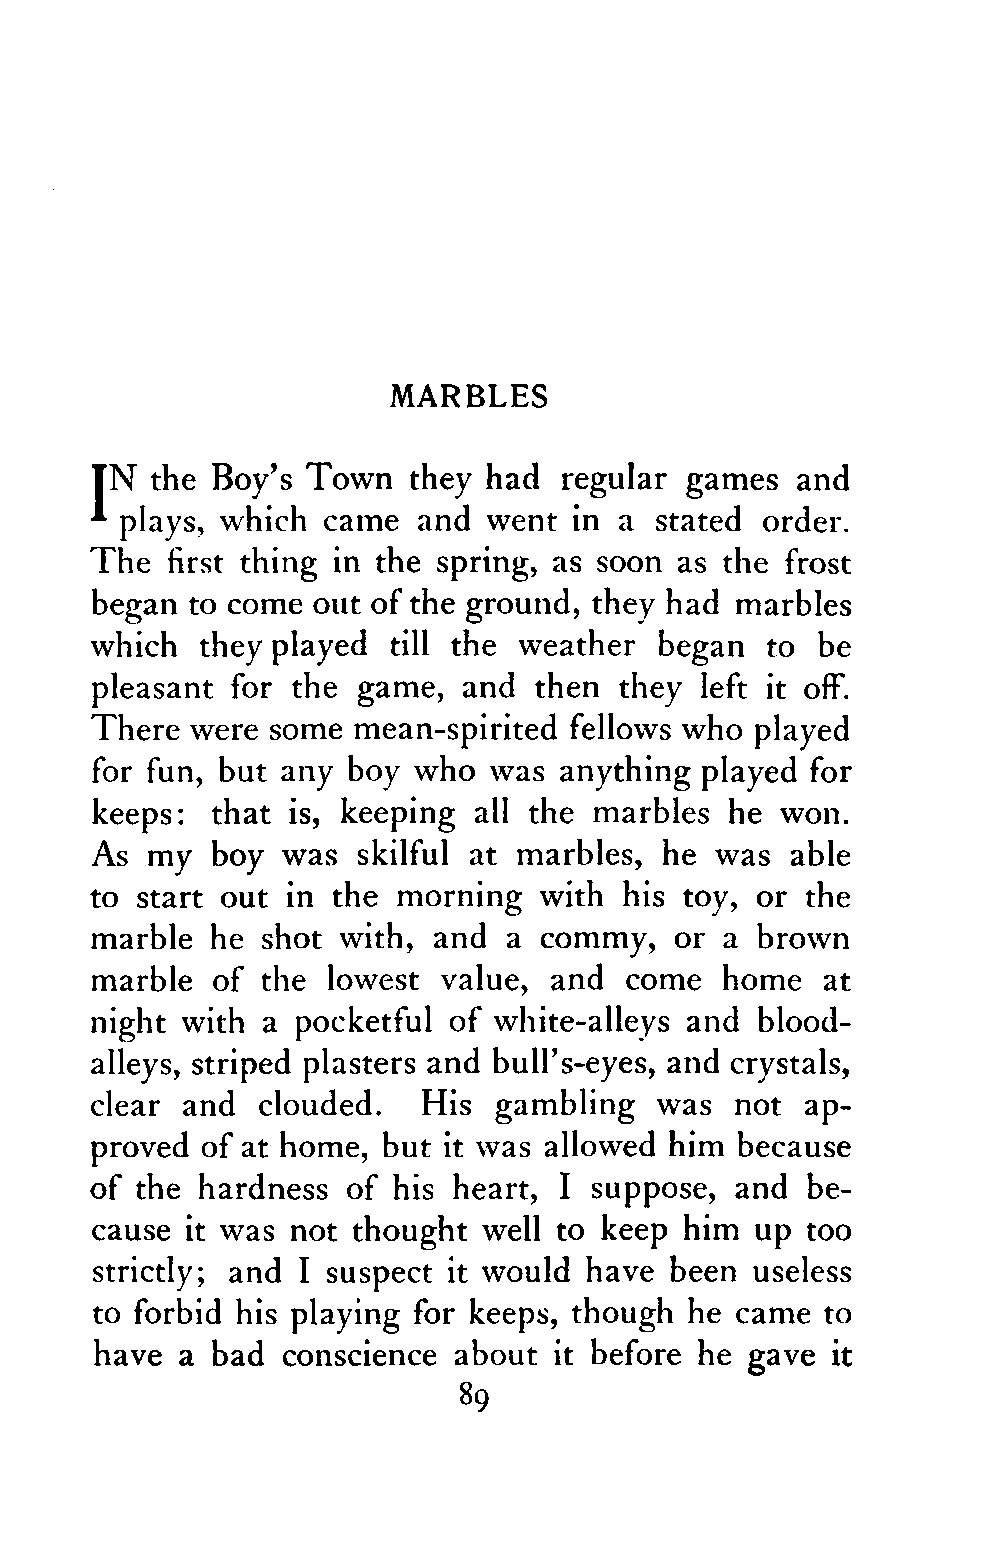 MARBLES
IN the Boy's Town they had regular games and
plays, which came and went in a stated order.
The first thing in the spring, as soon as the frost
began to come out of the ground, they had marbles
which they played till the weather began to be
pleasant for the game, and then they left it off.
There were some mean-spirited fellows who played
for fun, but any boy who was anything played for
keeps: that is, keeping all the marbles he won.
As my boy was skilful at marbles, he was able
to start out in the morning with his toy, or the
marble he shot with, and a commy, or a brown
marble of the lowest value, and come home at
night with a pocketful of white-alleys and blood-
alleys, striped plasters and bull's-eyes, and crystals,
clear and clouded. His gambling was not ap-
proved of at home, but it was allowed him because
of the hardness of his heart, I suppose, and be-
cause it was not thought well to keep him up too
strictly; and I suspect it would have been useless
to forbid his playing for keeps, though he came to
have a bad conscience about it before he gave it
89